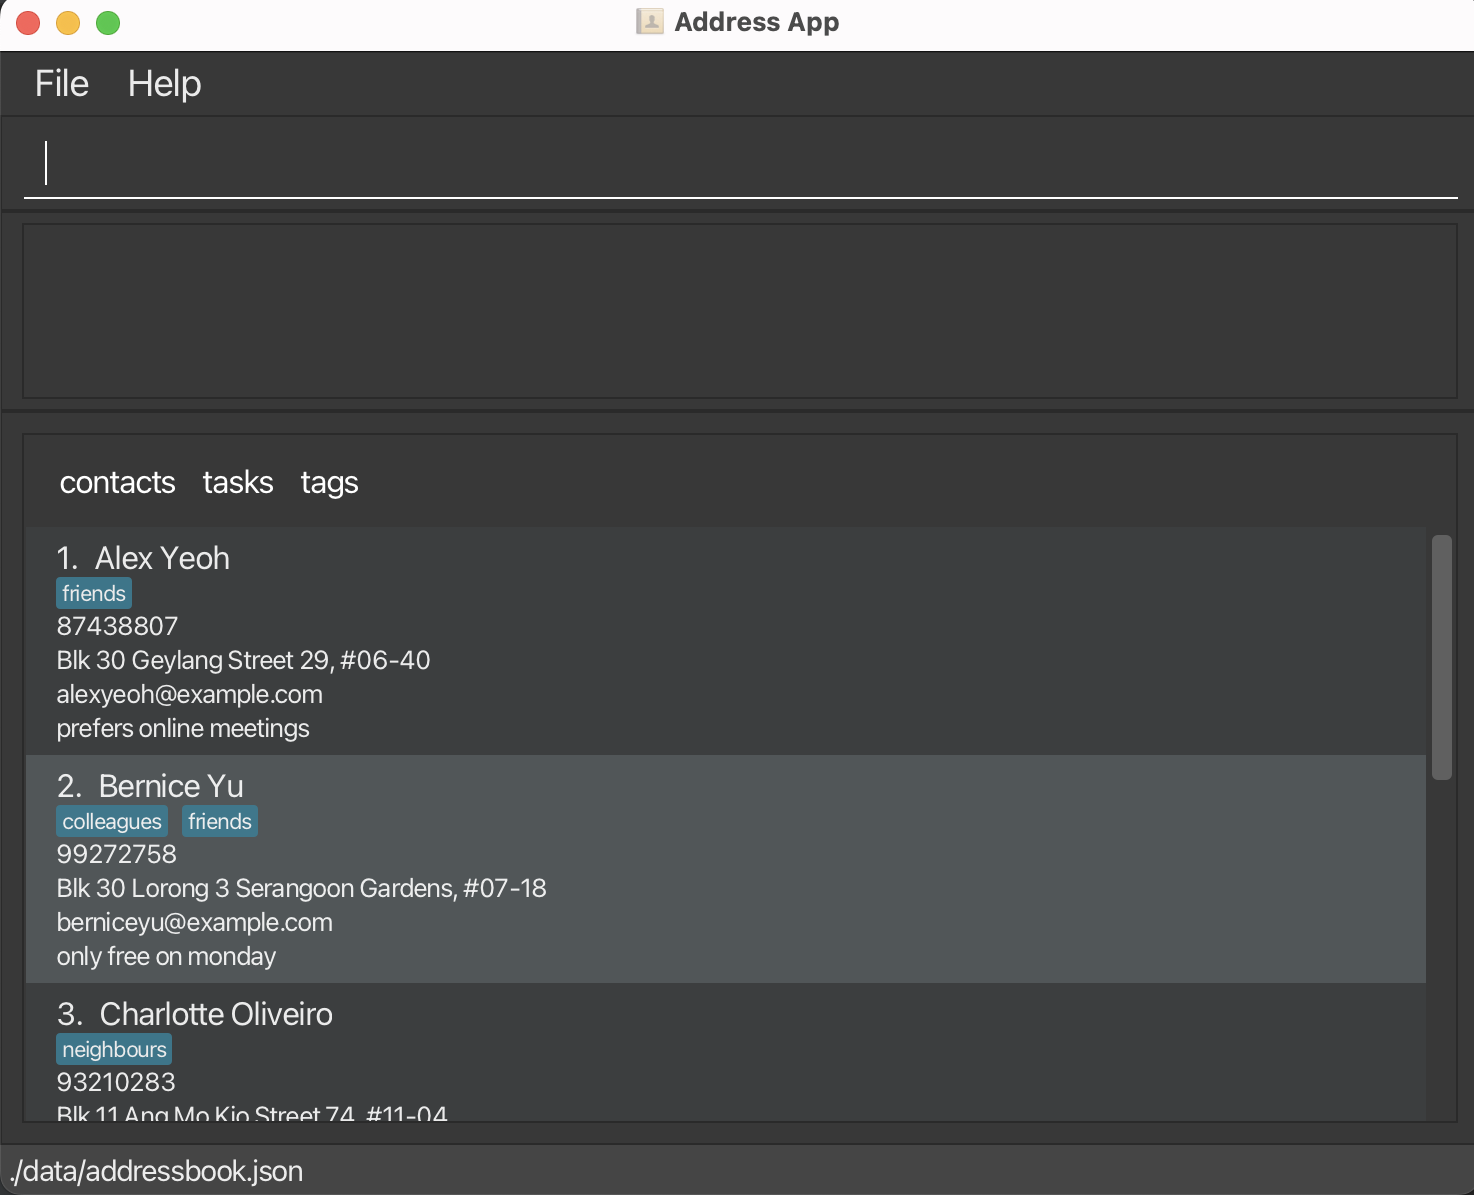 Address App
File Help
contacts tasks tags
1. Alex Yeoh
friends
87438807
Blk 30 Geylang Street 29, #06-40
alexyeoh@example.com
prefers online meetings
2. Bernice Yu
colleagues friends
99272758
Blk 30 Lorong 3 Serangoon Gardens, #07-18
berniceyu@example.com
only free on monday
3. Charlotte Oliveiro
neighbours
93210283
Blk 11 Ang Mo Kio Street 74, #11-04
./data/addressbook.json